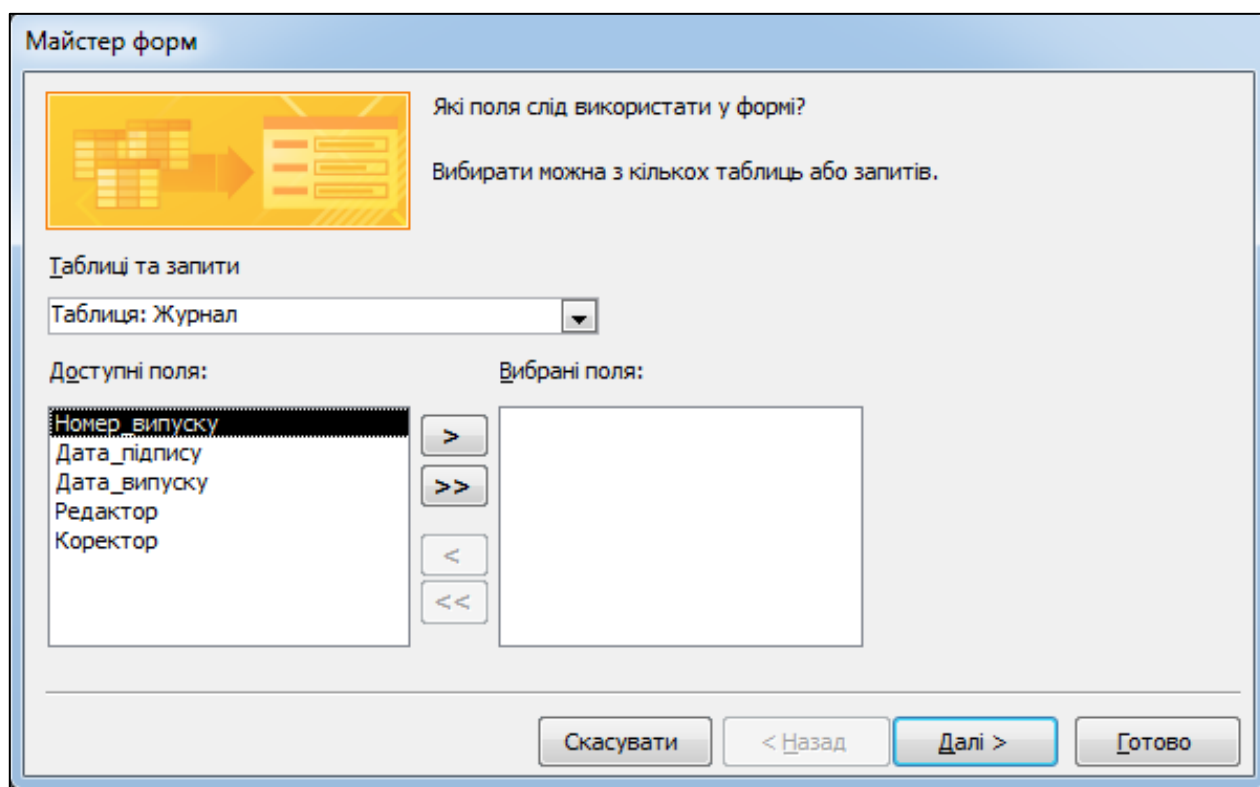 Майстер форм
Які поля слід використати у формі?
Вибирати можна з кількох таблиць або запитів.
Таблиці та запити
Таблиця: Журнал
Доступні поля:
Вибрані поля:
Номер_випуску
Дата_підпису
Дата_випуску
Редактор
Коректор
>
>>
<
<<
Скасувати
< Назад
Далі >
Готово